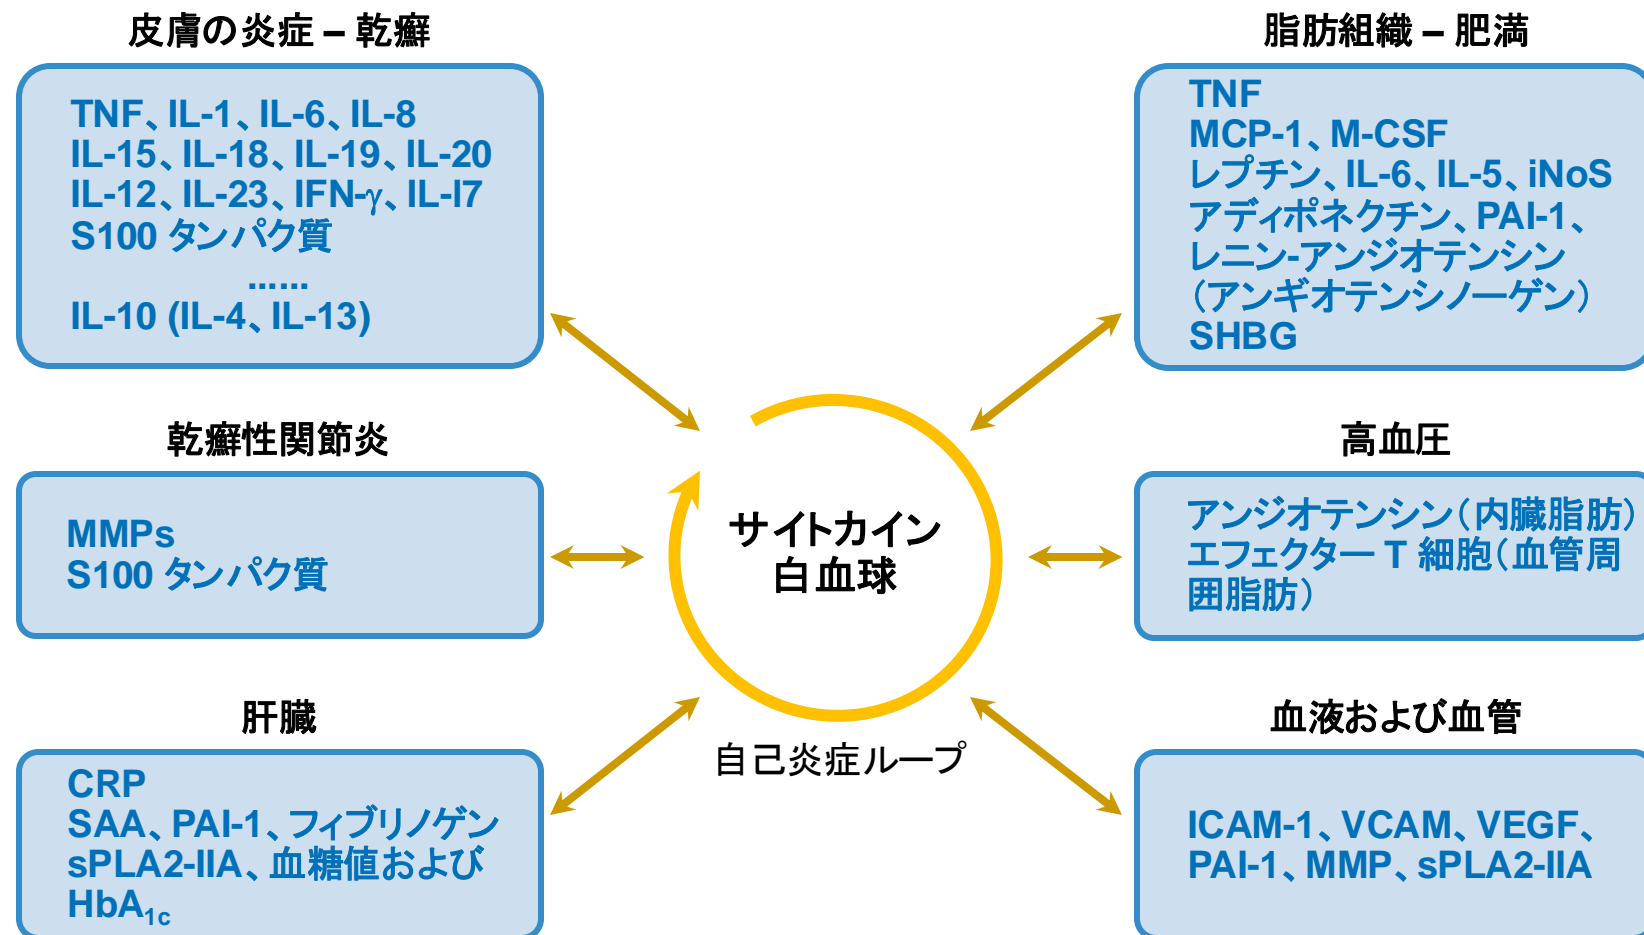 皮膚の炎症 – 乾癬
TNF、IL-1、IL-6、IL-8
IL-15、IL-18、IL-19、IL-20
IL-12、IL-23、IFN-γ、IL-I7
S100 タンパク質
......
IL-10 (IL-4、IL-13)
乾癬性関節炎
MMPs
S100 タンパク質
肝臓
CRP
SAA、PAI-1、フィブリノゲン
sPLA2-IIA、血糖値および
HbA1c
サイトカイン
白血球
自己炎症ループ
脂肪組織 – 肥満
TNF
MCP-1、M-CSF
レプチン、IL-6、IL-5、iNoS
アディポネクチン、PAI-1、
レニン-アンジオテンシン
（アンギオテンシノーゲン）
SHBG
高血圧
アンジオテンシン（内臓脂肪）
エフェクター T 細胞（血管周
囲脂肪）
血液および血管
ICAM-1、VCAM、VEGF、
PAI-1、MMP、sPLA2-IIA